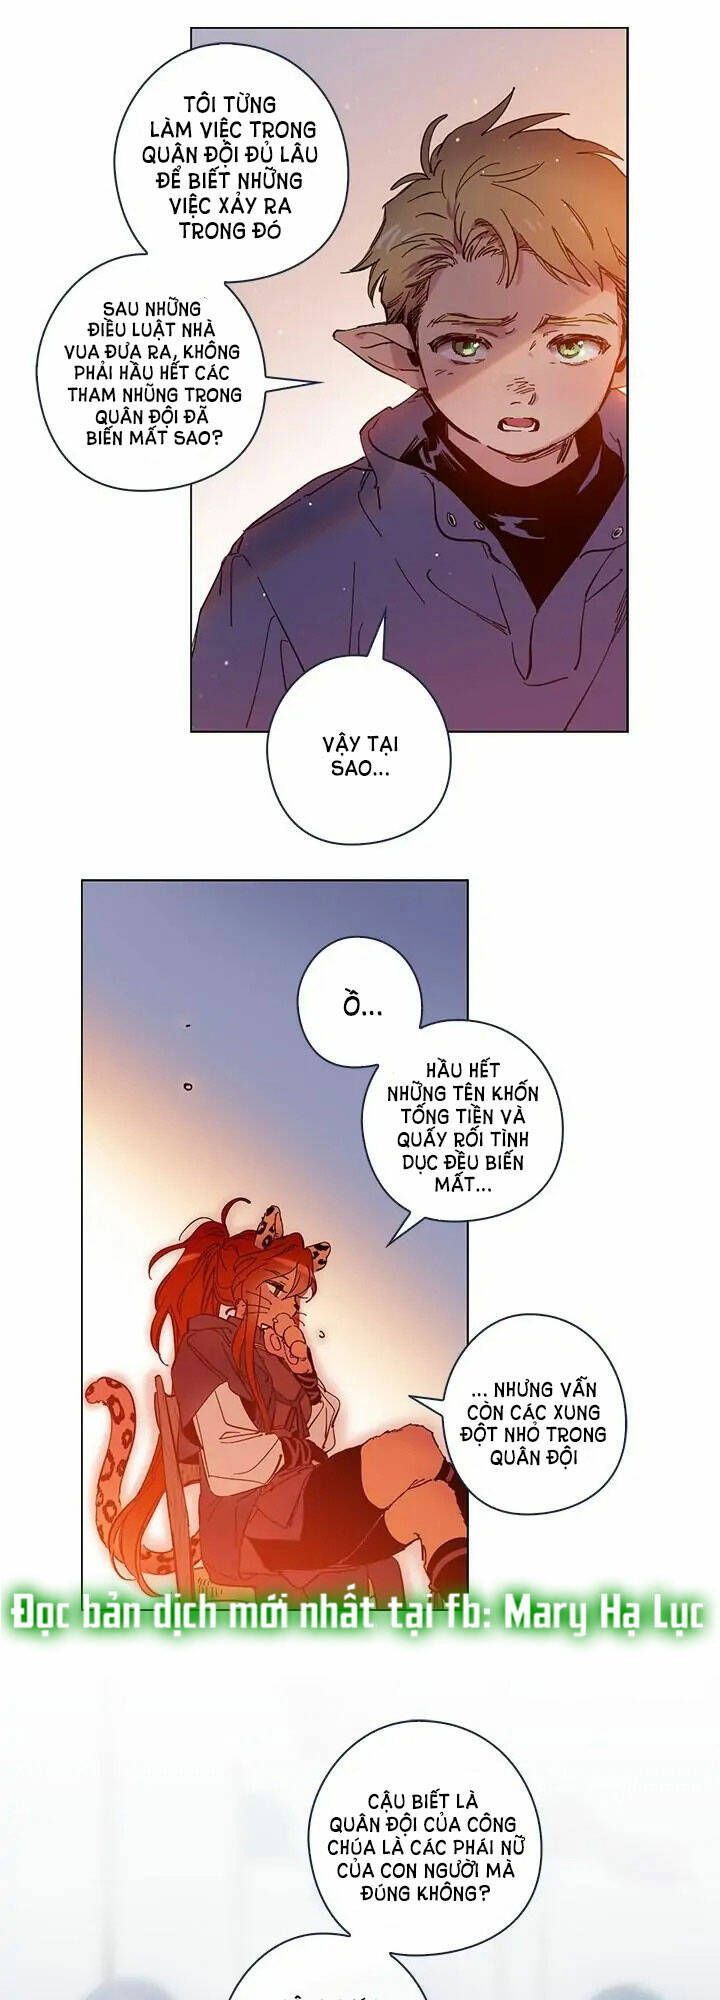 TÔI TỪNG
LÀM VIỆC TRONG
QUÂN ĐỘI ĐỦ LÂU
ĐỂ BIẾT NHỮNG
VIỆC XẢY RA
TRONG ĐÓ
SAU NHỮNG
ĐIỀU LUẬT NHÀ
VUA ĐƯA RA, KHÔNG
PHẢI HẦU HẾT CÁC
THAM NHŨNG TRONG
QUÂN ĐỘI ĐÃ
BIẾN MẤT SAO?
VẬY TẠI
SAO...
Ồ...
HẦU HẾT
NHỮNG TÊN KHỐN
TỐNG TIỀN VÀ
QUẤY RỐI TÌNH
DỤC ĐỀU BIẾN
MẤT...
... NHƯNG VẪN
CÒN CÁC XUNG
ĐỘT NHỎ TRONG
QUÂN ĐỘI
Đọc bản dịch mới nhất tại fb: Mary Hạ Lục
CẬU BIẾT LÀ
QUÂN ĐỘI CỦA CÔNG
CHÚA LÀ CÁC PHÁI NỮ
CỦA CON NGƯỜI MÀ
ĐÚNG KHÔNG?